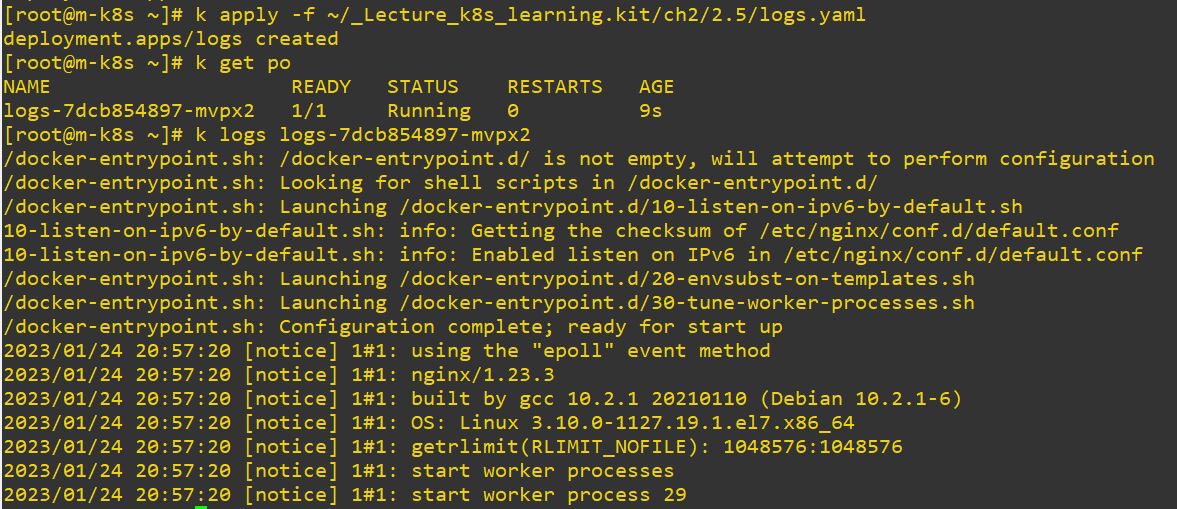 [root@m-k8s ~]# k apply -f ~/_Lecture_k8s_learning.kit/ch2/2.5/logs.yaml
deployment.apps/logs created
[root@m-k8s ~]# k get po
NAME                    READY   STATUS    RESTARTS   AGE
logs-7dcb854897-mvpx2   1/1     Running   0          9s
[root@m-k8s ~]# k logs logs-7dcb854897-mvpx2
/docker-entrypoint.sh: /docker-entrypoint.d/ is not empty, will attempt to perform configuration
/docker-entrypoint.sh: Looking for shell scripts in /docker-entrypoint.d/
/docker-entrypoint.sh: Launching /docker-entrypoint.d/10-listen-on-ipv6-by-default.sh
10-listen-on-ipv6-by-default.sh: info: Getting the checksum of /etc/nginx/conf.d/default.conf
10-listen-on-ipv6-by-default.sh: info: Enabled listen on IPv6 in /etc/nginx/conf.d/default.conf
/docker-entrypoint.sh: Launching /docker-entrypoint.d/20-envsubst-on-templates.sh
/docker-entrypoint.sh: Launching /docker-entrypoint.d/30-tune-worker-processes.sh
/docker-entrypoint.sh: Configuration complete; ready for start up
2023/01/24 20:57:20 [notice] 1#1: using the "epoll" event method
2023/01/24 20:57:20 [notice] 1#1: nginx/1.23.3
2023/01/24 20:57:20 [notice] 1#1: built by gcc 10.2.1 20210110 (Debian 10.2.1-6)
2023/01/24 20:57:20 [notice] 1#1: OS: Linux 3.10.0-1127.19.1.el7.x86_64
2023/01/24 20:57:20 [notice] 1#1: getrlimit(RLIMIT_NOFILE): 1048576:1048576
2023/01/24 20:57:20 [notice] 1#1: start worker processes
2023/01/24 20:57:20 [notice] 1#1: start worker process 29